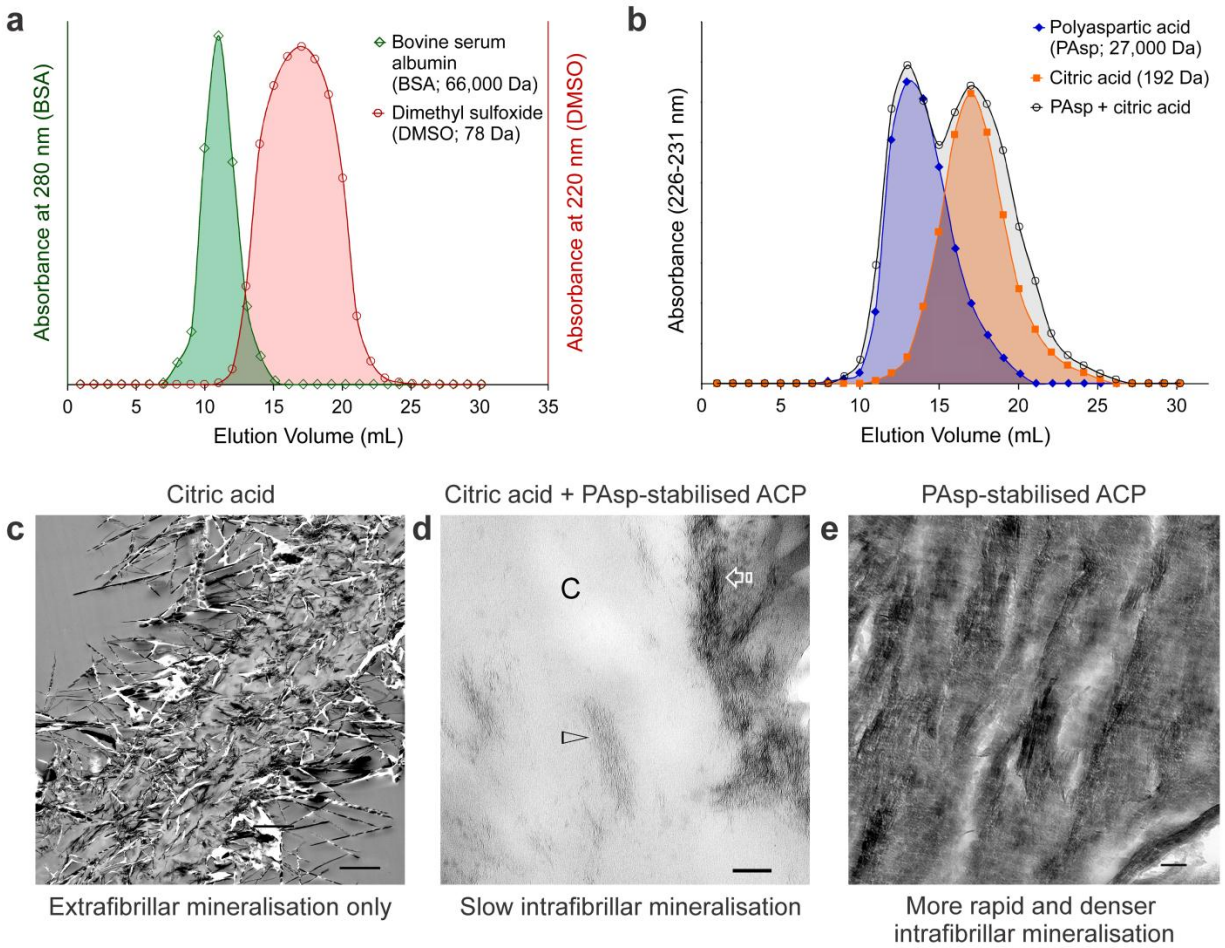 a
Absorbance at 280 nm (BSA)
Bovine serum
albumin
(BSA; 66,000 Da)
Dimethyl sulfoxide
(DMSO; 78 Da)
Absorbance at 220 nm (DMSO)
0 5 10 15 20 25 30 35
Elution Volume (mL)
b
Absorbance (226-231 nm)
Polyaspartic acid
(PAsp; 27,000 Da)
Citric acid (192 Da)
PAsp + citric acid
0 5 10 15 20 25 30
Elution Volume (mL)
Citric acid
c
Extrafibrillar mineralisation only
Citric acid + PAsp-stabilised ACP
d
C
Slow intrafibrillar mineralisation
PAsp-stabilised ACP
e
More rapid and denser
intrafibrillar mineralisation